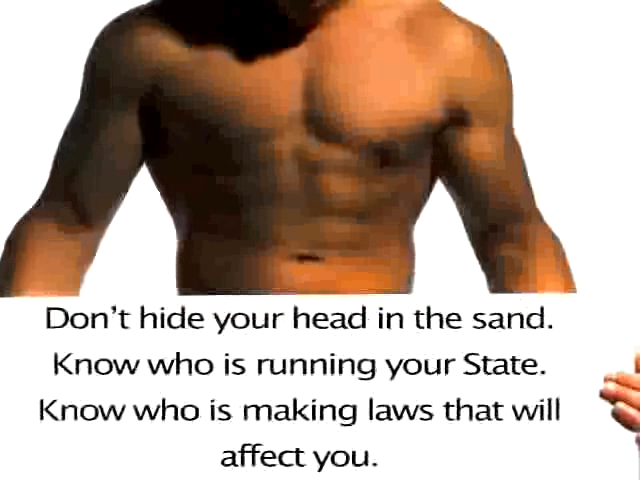 Don't hide your head in the sand.
Know who is running your State.
Know who is making laws that will
affect you.